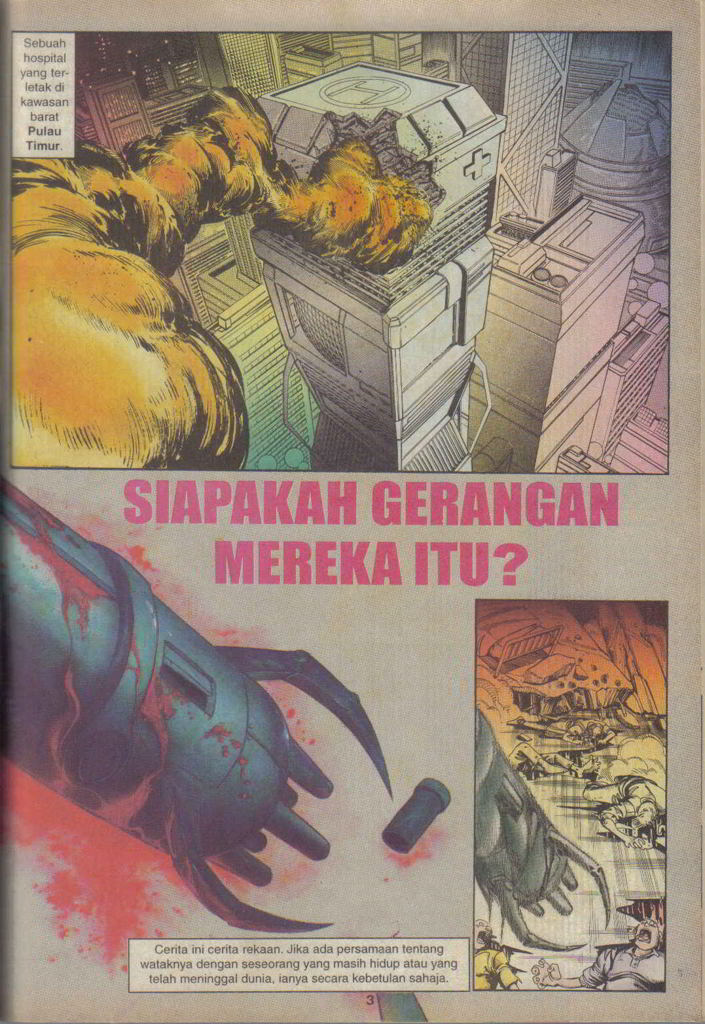 Sebuah
hospital
yang ter-
letak di
kawasan
barat
Pulau
Timur.
H
SIAPAKAH GERANGAN
MEREKA ITU?
Cerita ini cerita rekaan. Jika ada persamaan tentang
wataknya dengan seseorang yang masih hidup atau yang
telah meninggal dunia, ianya secara kebetulan sahaja.
3